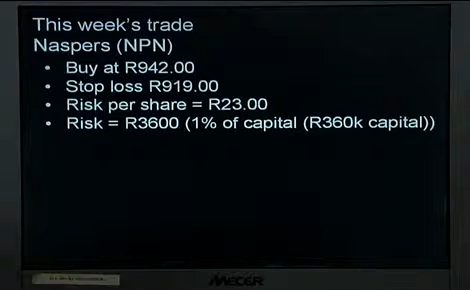 This week's trade
Naspers (NPN)
• Buy at R942.00
• Stop loss R919.00
• Risk per share = R23.00
• Risk = R3600 (1% of capital (R360k capital))
MECER